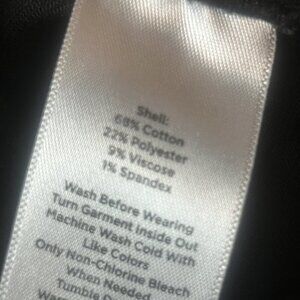 Shell:
68% Cotton
22% Polyester
9% Viscose
1% Spandex
Wash Before Wearing
Turn Garment Inside Out
Machine Wash Cold With
Like Colors
Only Non-Chlorine Bleach
When Needed
Tumble